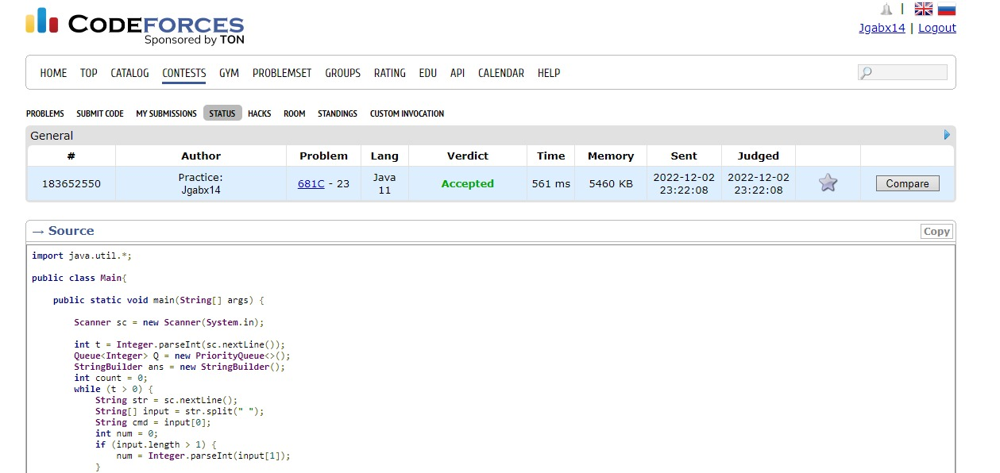 CODEFORCES
Sponsored by TON
|
Jgabx14 | Logout
HOME TOP CATALOG CONTESTS GYM PROBLEMSET GROUPS RATING EDU API CALENDAR HELP
PROBLEMS SUBMIT CODE MY SUBMISSIONS STATUS HACKS ROOM STANDINGS CUSTOM INVOCATION
General
# Author Problem Lang Verdict Time Memory Sent Judged
183652550 Practice: Jgabx14 681C - 23 Java 11 Accepted 561 ms 5460 KB 2022-12-02 23:22:08 2022-12-02 23:22:08 Compare
→ Source Copy
import java.util.*;
public class Main{
public static void main(String[] args) {
Scanner sc = new Scanner(System.in);
int t = Integer.parseInt(sc.nextLine());
Queue<Integer> Q = new PriorityQueue<>();
StringBuilder ans = new StringBuilder();
int count = 0;
while (t > 0) {
String str = sc.nextLine();
String[] input = str.split(" ");
String cmd = input[0];
int num = 0;
if (input.length > 1) {
num = Integer.parseInt(input[1]);
}